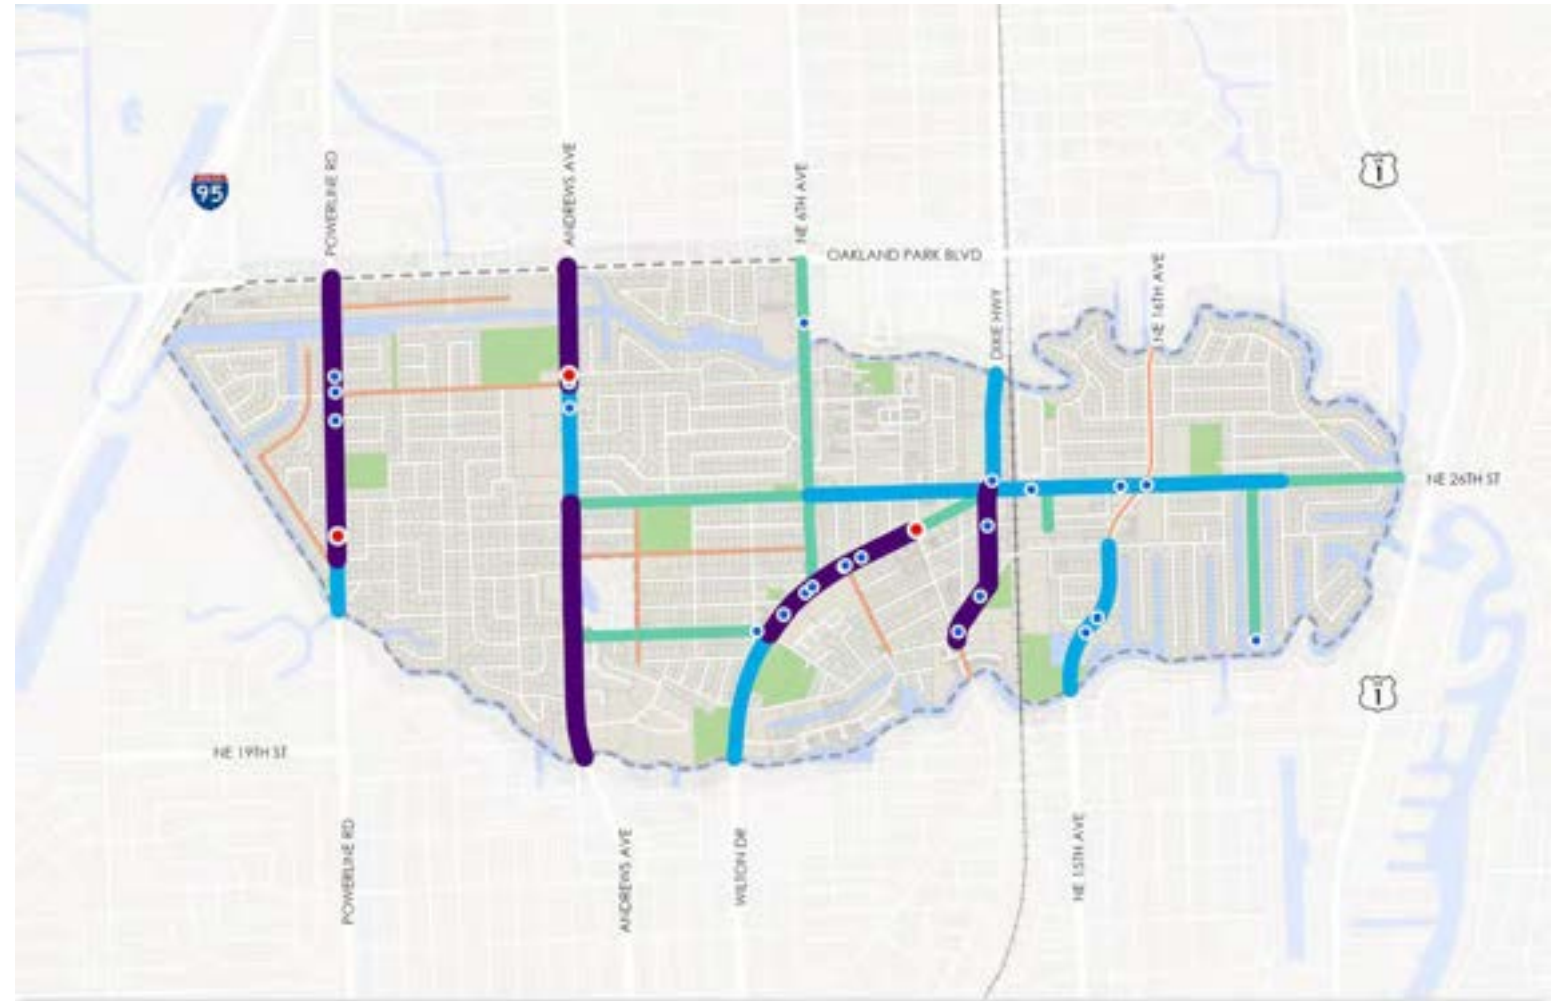 POWERLINE RD
ANDREWS AVE
NE 6TH AVE
1
95
OAKLAND PARK BLVD
NE 16TH AVE
DIXIE HWY
NE 26TH ST
1
NE 19TH ST
POWERLINE RD
ANDREWS AVE
WILTON DR
NE 15TH AVE